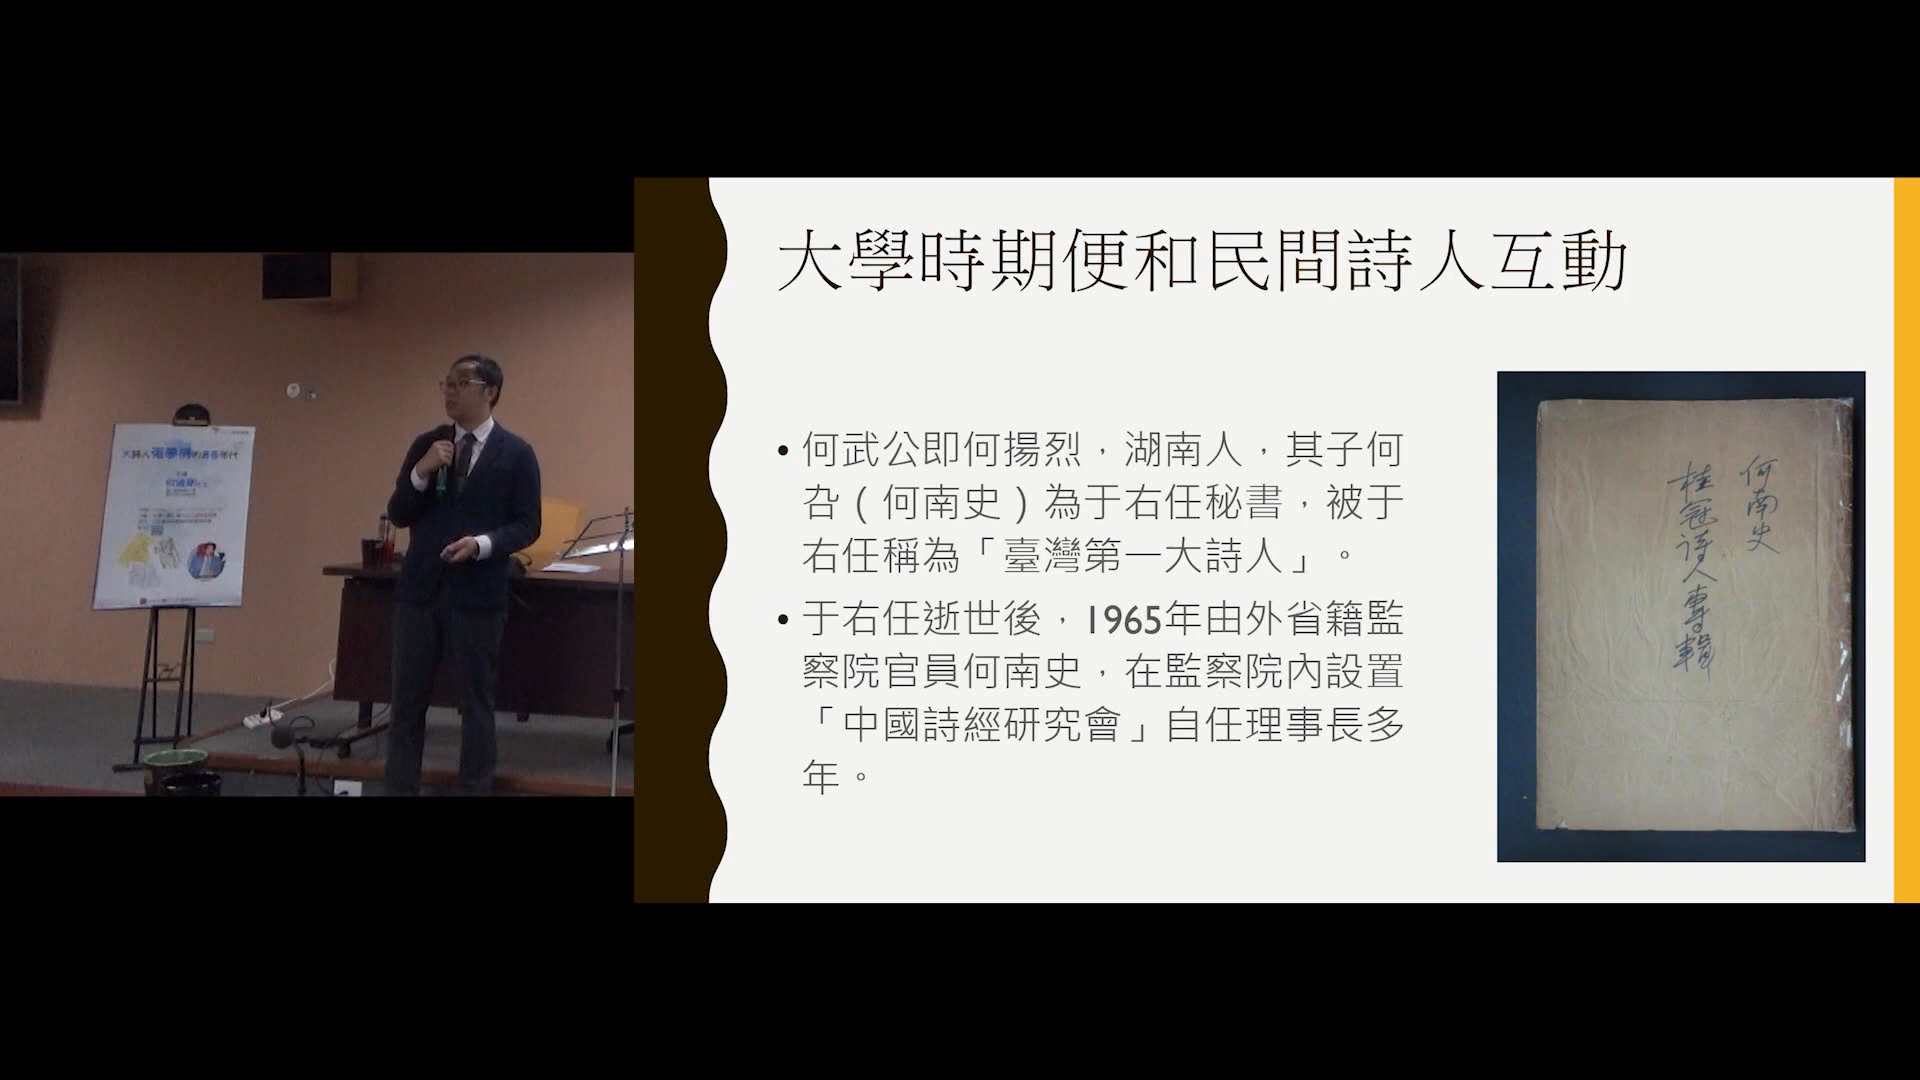 大學時期便和民間詩人互動
• 何武公即何揚烈，湖南人，其子何
旮（何南史）為于右任秘書，被于
右任稱為「臺灣第一大詩人」。
• 于右任逝世後，1965年由外省籍監
察院官員何南史，在監察院內設置
「中國詩經研究會」自任理事長多
年。
何南史
桂冠詩人專輯